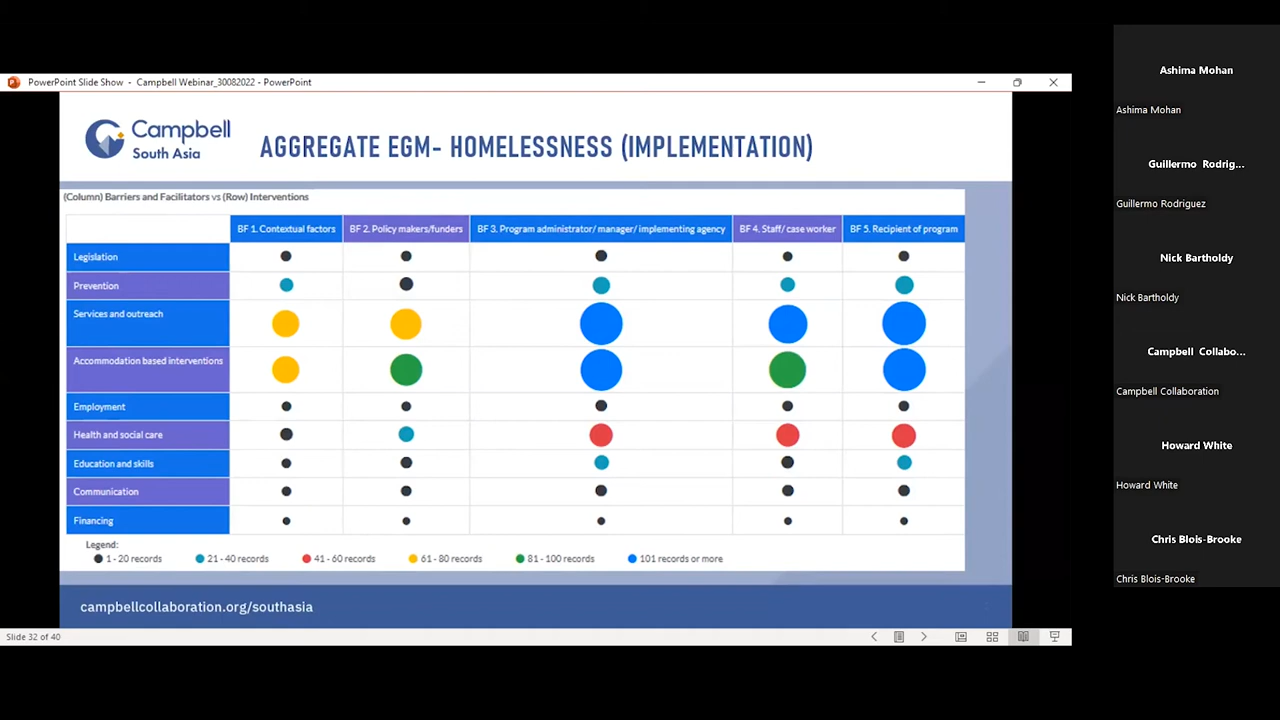 PowerPoint Slide Show - Campbell Webinar_30082022 - PowerPoint
Campbell
South Asia
AGGREGATE EGM- HOMELESSNESS (IMPLEMENTATION)
(Column) Barriers and Facilitators vs (Row) Interventions
BF 1. Contextual factors
BF 2. Policy makers/funders
BF 3. Program administrator/ manager/ implementing agency
BF 4. Staff/ case worker
BF 5. Recipient of program
Legislation
Prevention
Services and outreach
Accommodation based interventions
Employment
Health and social care
Education and skills
Communication
Financing
Legend:
1 - 20 records
21 - 40 records
41 - 60 records
61 - 80 records
81 - 100 records
101 records or more
campbellcollaboration.org/southasia
Slide 32 of 40
Ashima Mohan
Ashima Mohan
Guillermo Rodrig...
Guillermo Rodriguez
Nick Bartholdy
Nick Bartholdy
Campbell Collabo...
Campbell Collaboration
Howard White
Howard White
Chris Blois-Brooke
Chris Blois-Brooke